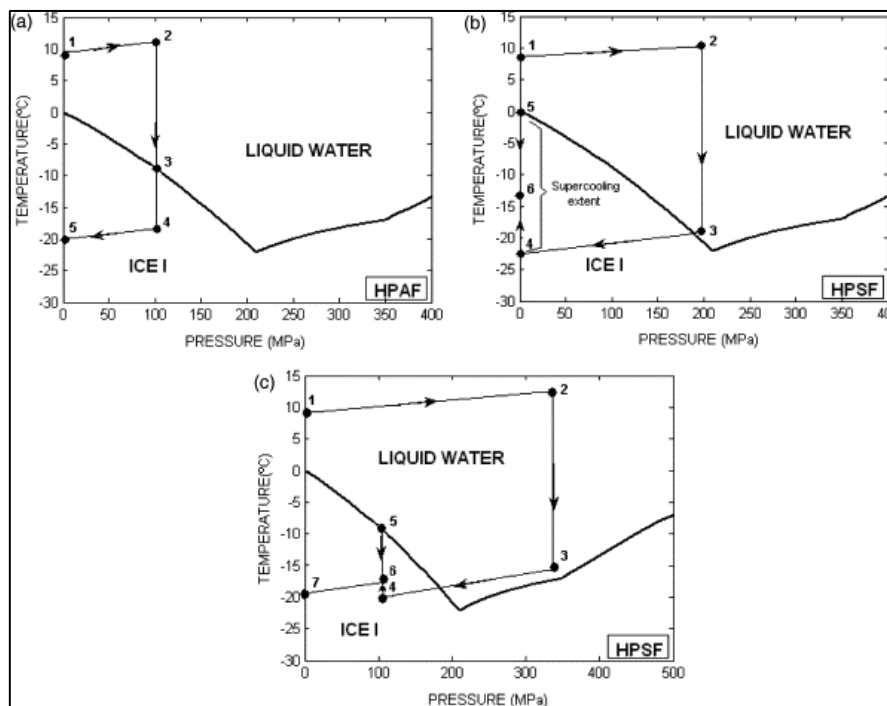 (a)
15
10
5
0
-5
-10
-15
-20
-25
-30
TEMPERATURE(ºC)
1
2
3
4
5
LIQUID WATER
ICE I
HPAF
0 50 100 150 200 250 300 350 400
PRESSURE (MPa)
(b)
15
10
5
0
-5
-10
-15
-20
-25
-30
TEMPERATURE(ºC)
1
2
5
LIQUID WATER
6
Supercooling
extent
3
4
ICE I
HPSF
0 50 100 150 200 250 300 350 400
PRESSURE (MPa)
(c)
15
10
5
0
-5
-10
-15
-20
-25
-30
TEMPERATURE(ºC)
1
2
LIQUID WATER
5
3
6
7
4
ICE I
HPSF
0 100 200 300 400 500
PRESSURE (MPa)